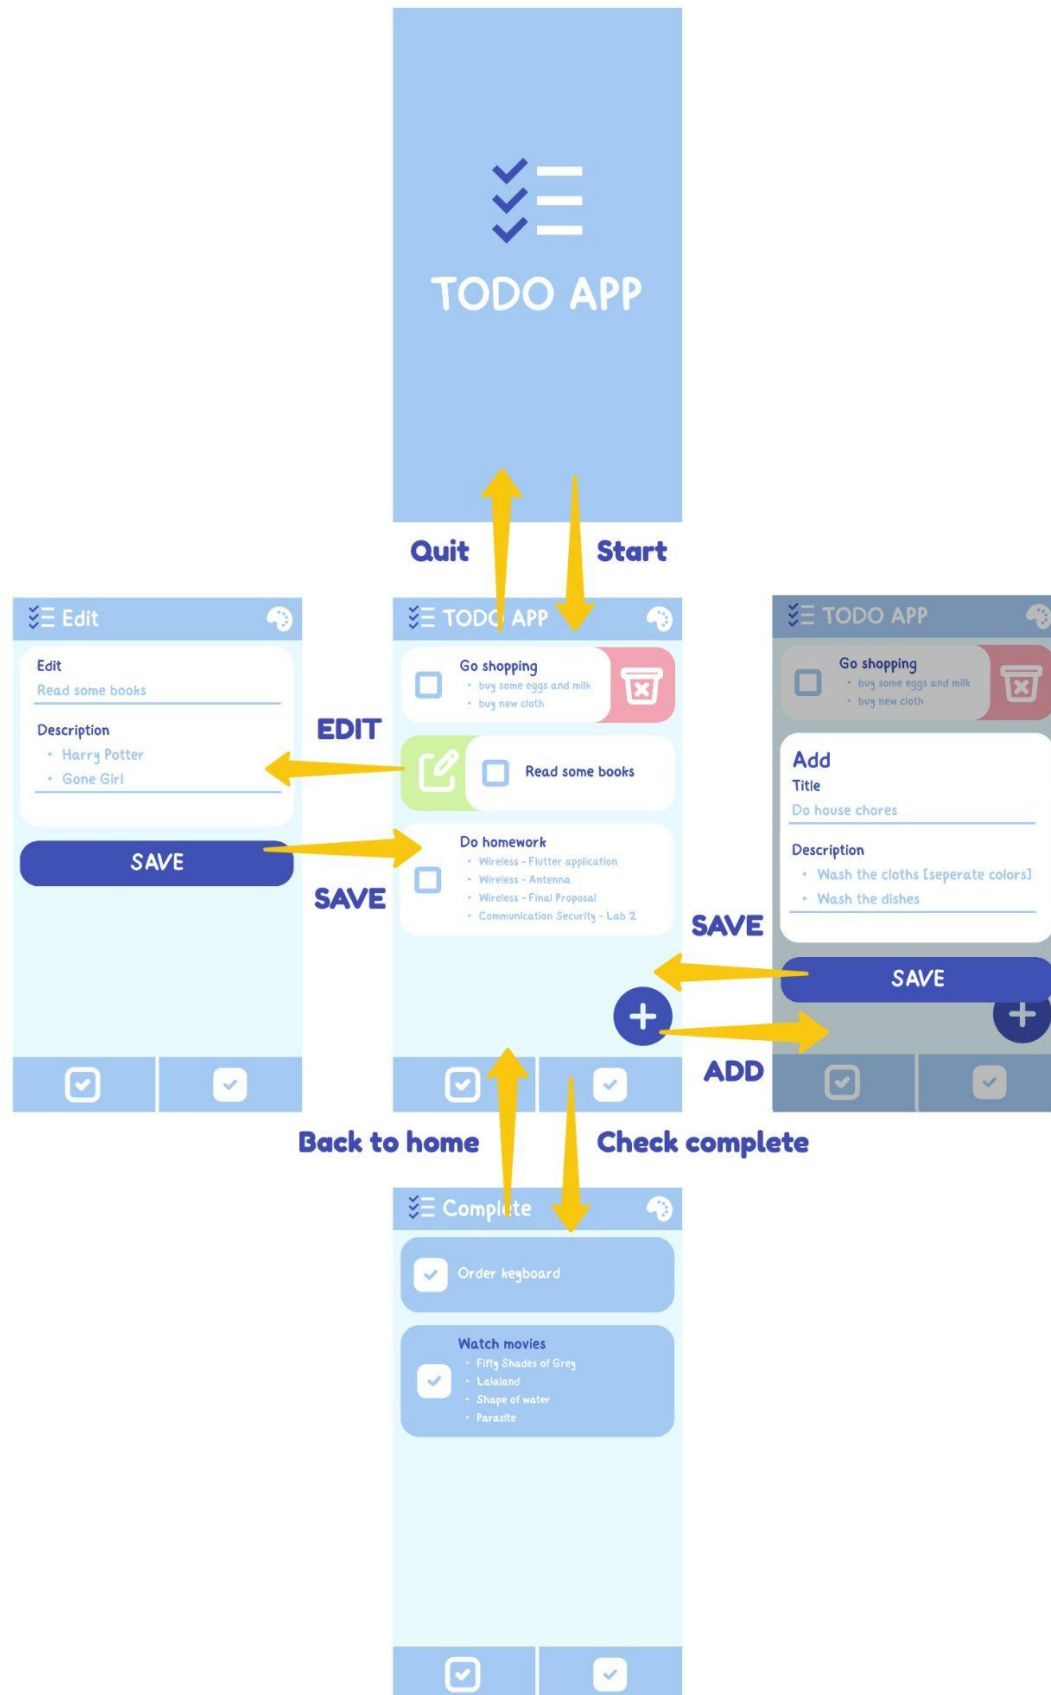 TODO APP
Quit
Start
Edit
Edit
Read some books
Description
• Harry Potter
• Gone Girl
SAVE
EDIT
SAVE
TODO APP
Go shopping
• buy some eggs and milk
• buy new cloth
Read some books
Do homework
• Wireless - Flutter application
• Wireless - Antenna
• Wireless - Final Proposal
• Communication Security - Lab 2
SAVE
ADD
TODO APP
Go shopping
• buy some eggs and milk
• buy new cloth
Add
Title
Do house chores
Description
• Wash the cloths [seperate colors]
• Wash the dishes
SAVE
Back to home
Check complete
Complete
Order keyboard
Watch movies
• Fifty Shades of Grey
• Lalaland
• Shape of water
• Parasite